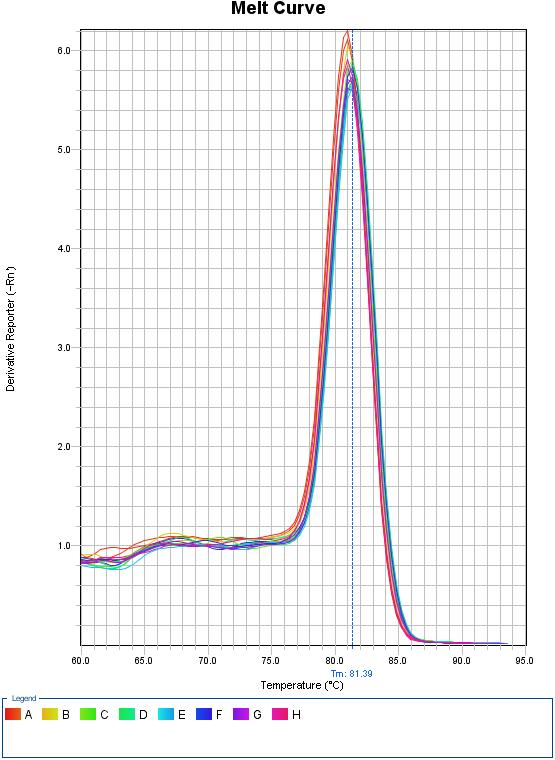 Melt Curve
Derivative Reporter (-Rn')
6.0
5.0
4.0
3.0
2.0
1.0
60.0 65.0 70.0 75.0 80.0 85.0 90.0 95.0
Tm: 81.39
Temperature (°C)
Legend
A B C D E F G H